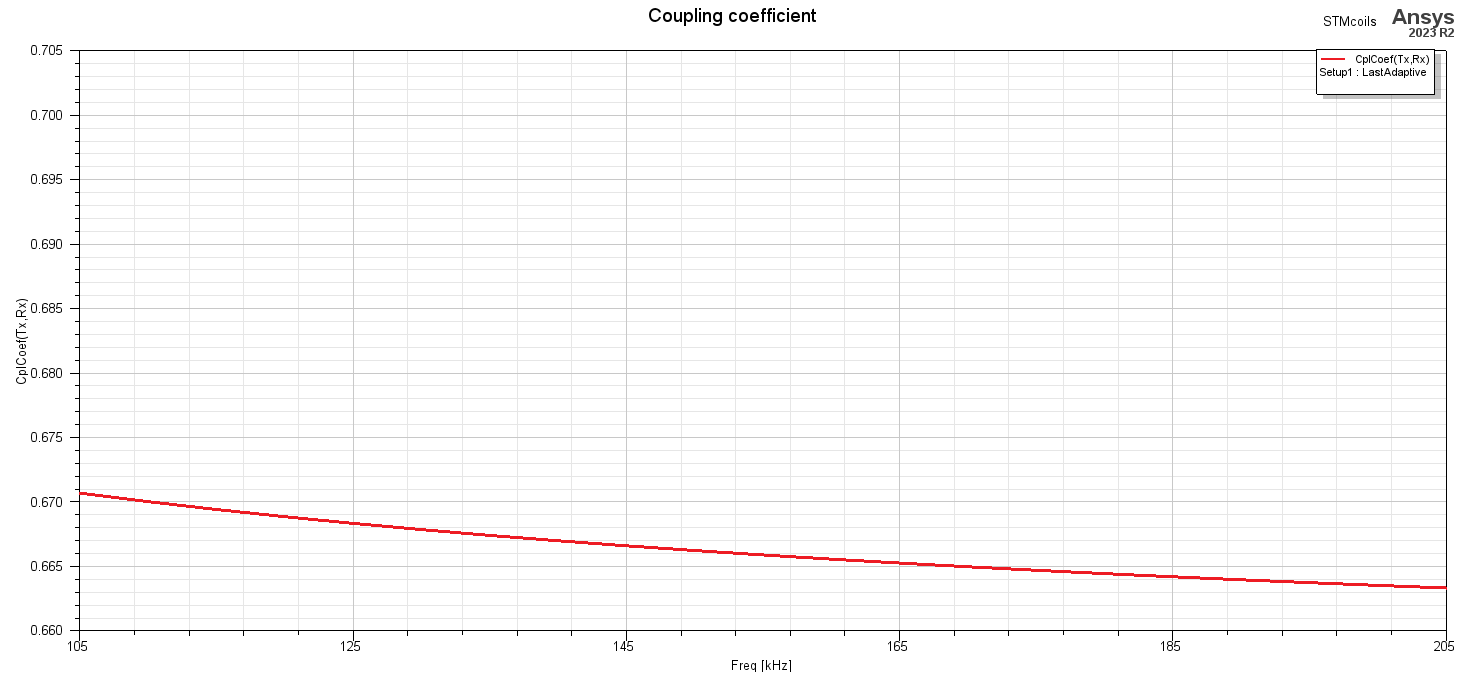 Coupling coefficient
STMcoils
Ansys
2023 R2
CplCoef(Tx,Rx)
Setup1 : LastAdaptive
0.705
0.700
0.695
0.690
0.685
0.680
0.675
0.670
0.665
0.660
CplCoef(Tx,Rx)
105
125
145
165
185
205
Freq [kHz]